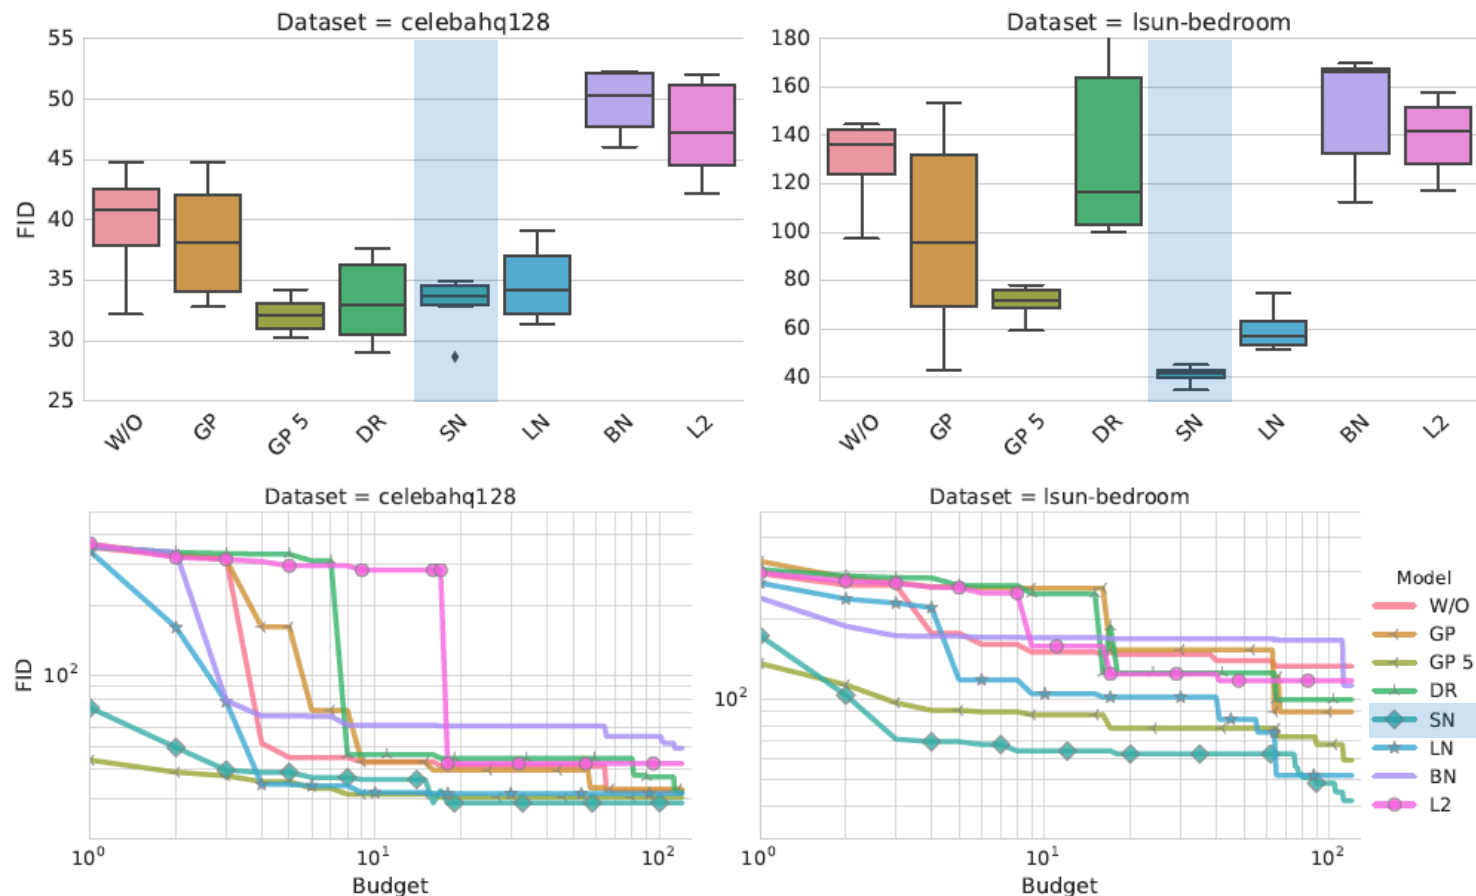 Dataset = celebahq128
Dataset = lsun-bedroom
55
50
45
40
35
30
25
FID
W/O
GP
GP 5
DR
SN
LN
BN
L2
180
160
140
120
100
80
60
40
W/O
GP
GP 5
DR
SN
LN
BN
L2
Dataset = celebahq128
Dataset = lsun-bedroom
FID
10²
10⁰
10¹
10²
Budget
10²
10⁰
10¹
10²
Budget
Model
W/O
GP
GP 5
DR
SN
LN
BN
L2